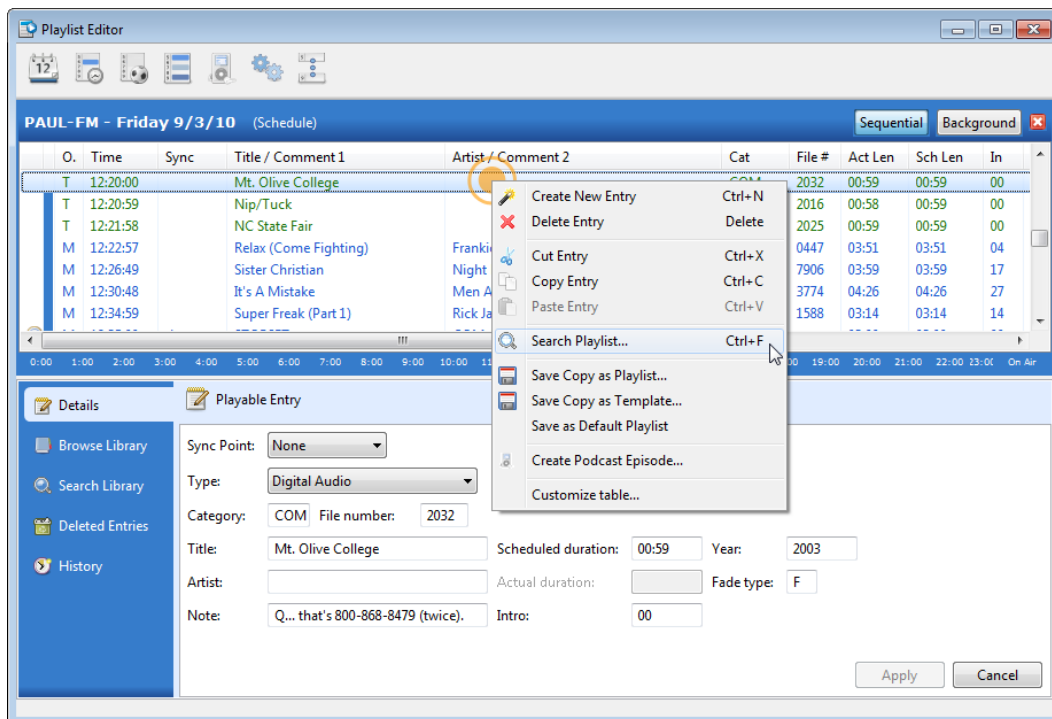 Playlist Editor
12
PAUL-FM - Friday 9/3/10 (Schedule) Sequential Background
O. Time Sync Title / Comment 1 Artist / Comment 2 Cat File # Act Len Sch Len In
T 12:20:00 Mt. Olive College COM 2032 00:59 00:59 00
T 12:20:59 Nip/Tuck 2016 00:58 00:59 00
T 12:21:58 NC State Fair 2025 00:59 00:59 00
M 12:22:57 Relax (Come Fighting) Franki 0447 03:51 03:51 04
M 12:26:49 Sister Christian Night 7906 03:59 03:59 17
M 12:30:48 It's A Mistake Men A 3774 04:26 04:26 27
M 12:34:59 Super Freak (Part 1) Rick Ja 1588 03:14 03:14 14
0:00 1:00 2:00 3:00 4:00 5:00 6:00 7:00 8:00 9:00 10:00 19:00 20:00 21:00 22:00 23:0 On Air
Create New Entry Ctrl+N
Delete Entry Delete
Cut Entry Ctrl+X
Copy Entry Ctrl+C
Paste Entry Ctrl+V
Search Playlist... Ctrl+F
Save Copy as Playlist...
Save Copy as Template...
Save as Default Playlist
Create Podcast Episode...
Customize table...
Details
Browse Library
Search Library
Deleted Entries
History
Playable Entry
Sync Point: None
Type: Digital Audio
Category: COM File number: 2032
Title: Mt. Olive College Scheduled duration: 00:59 Year: 2003
Artist: Actual duration: Fade type: F
Note: Q... that's 800-868-8479 (twice). Intro: 00
Apply Cancel